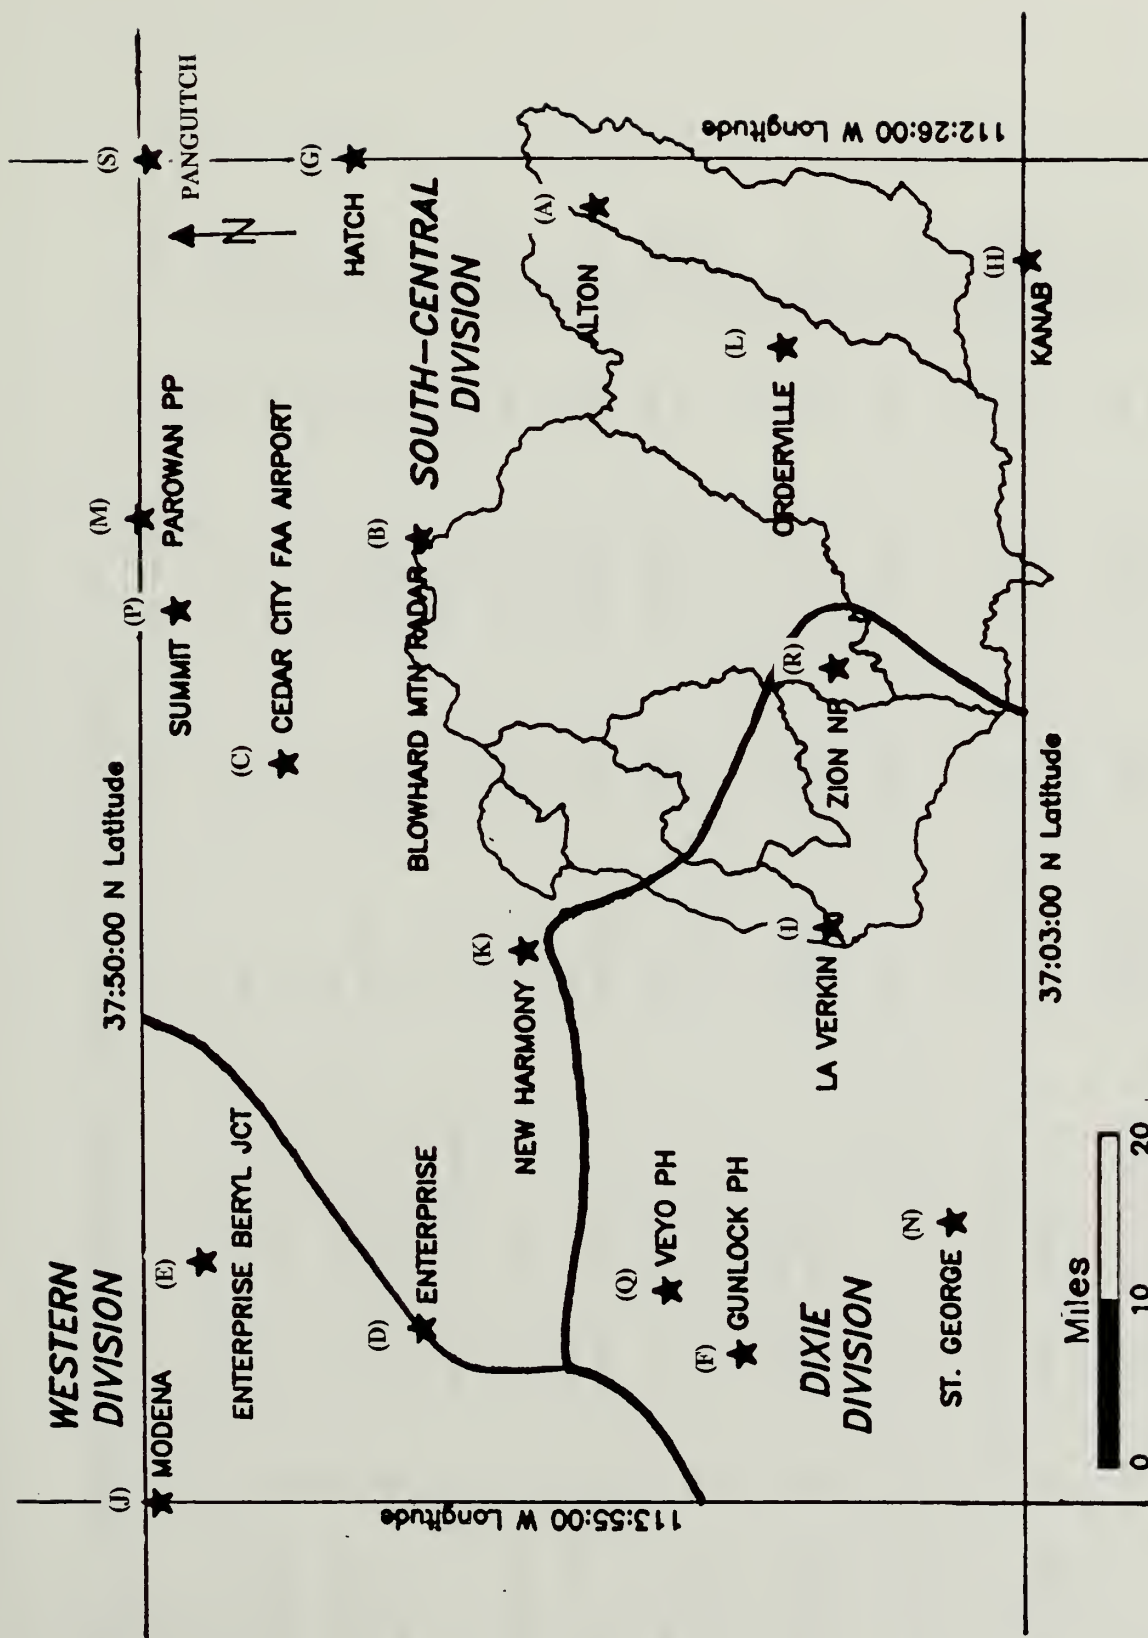 WESTERN
DIVISION
(J)
MODENA
(E)
ENTERPRISE BERYL JCT
37:50:00 N Latitude
(P)
SUMMIT
(M)
PAROWAN PP
(S)
PANGUITCH
N
(C)
CEDAR CITY FAA AIRPORT
(G)
HATCH
(D)
ENTERPRISE
(B)
BLOWHARD MTN RADAR
SOUTH-CENTRAL
DIVISION
(K)
NEW HARMONY
(A)
ALTON
113:55:00 W Longitude
112:26:00 W Longitude
(Q)
VEYO PH
(F)
GUNLOCK PH
(I)
LA VERKIN
(R)
ZION NP
(L)
ORDERVILLE
DIXIE
DIVISION
(N)
ST. GEORGE
(H)
KANAB
37:03:00 N Latitude
Miles
0 10 20